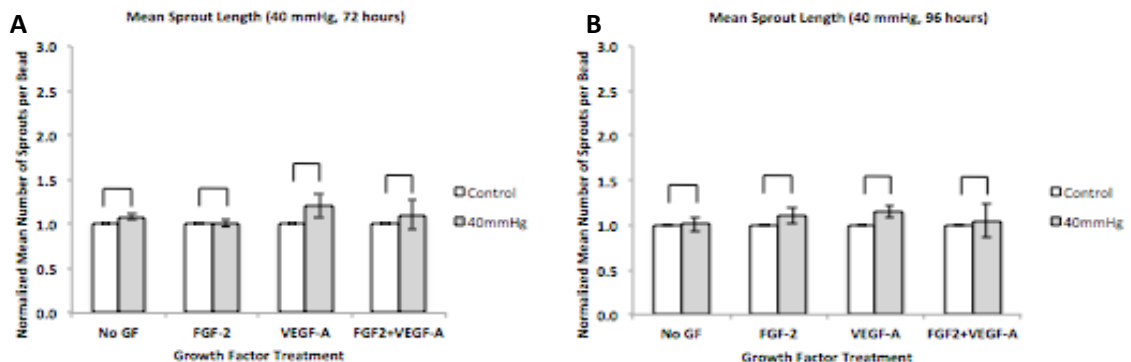 A
Mean Sprout Length (40 mmHg, 72 hours)
Normalized Mean Number of Sprouts per Bead
3.0
2.5
2.0
1.5
1.0
0.5
0.0
No GF
FGF-2
VEGF-A
FGF2+VEGF-A
Growth Factor Treatment
Control
40mmHg
B
Mean Sprout Length (40 mmHg, 96 hours)
Normalized Mean Number of Sprouts per Bead
3.0
2.5
2.0
1.5
1.0
0.5
0.0
No GF
FGF-2
VEGF-A
FGF2+VEGF-A
Growth Factor Treatment
Control
40mmHg